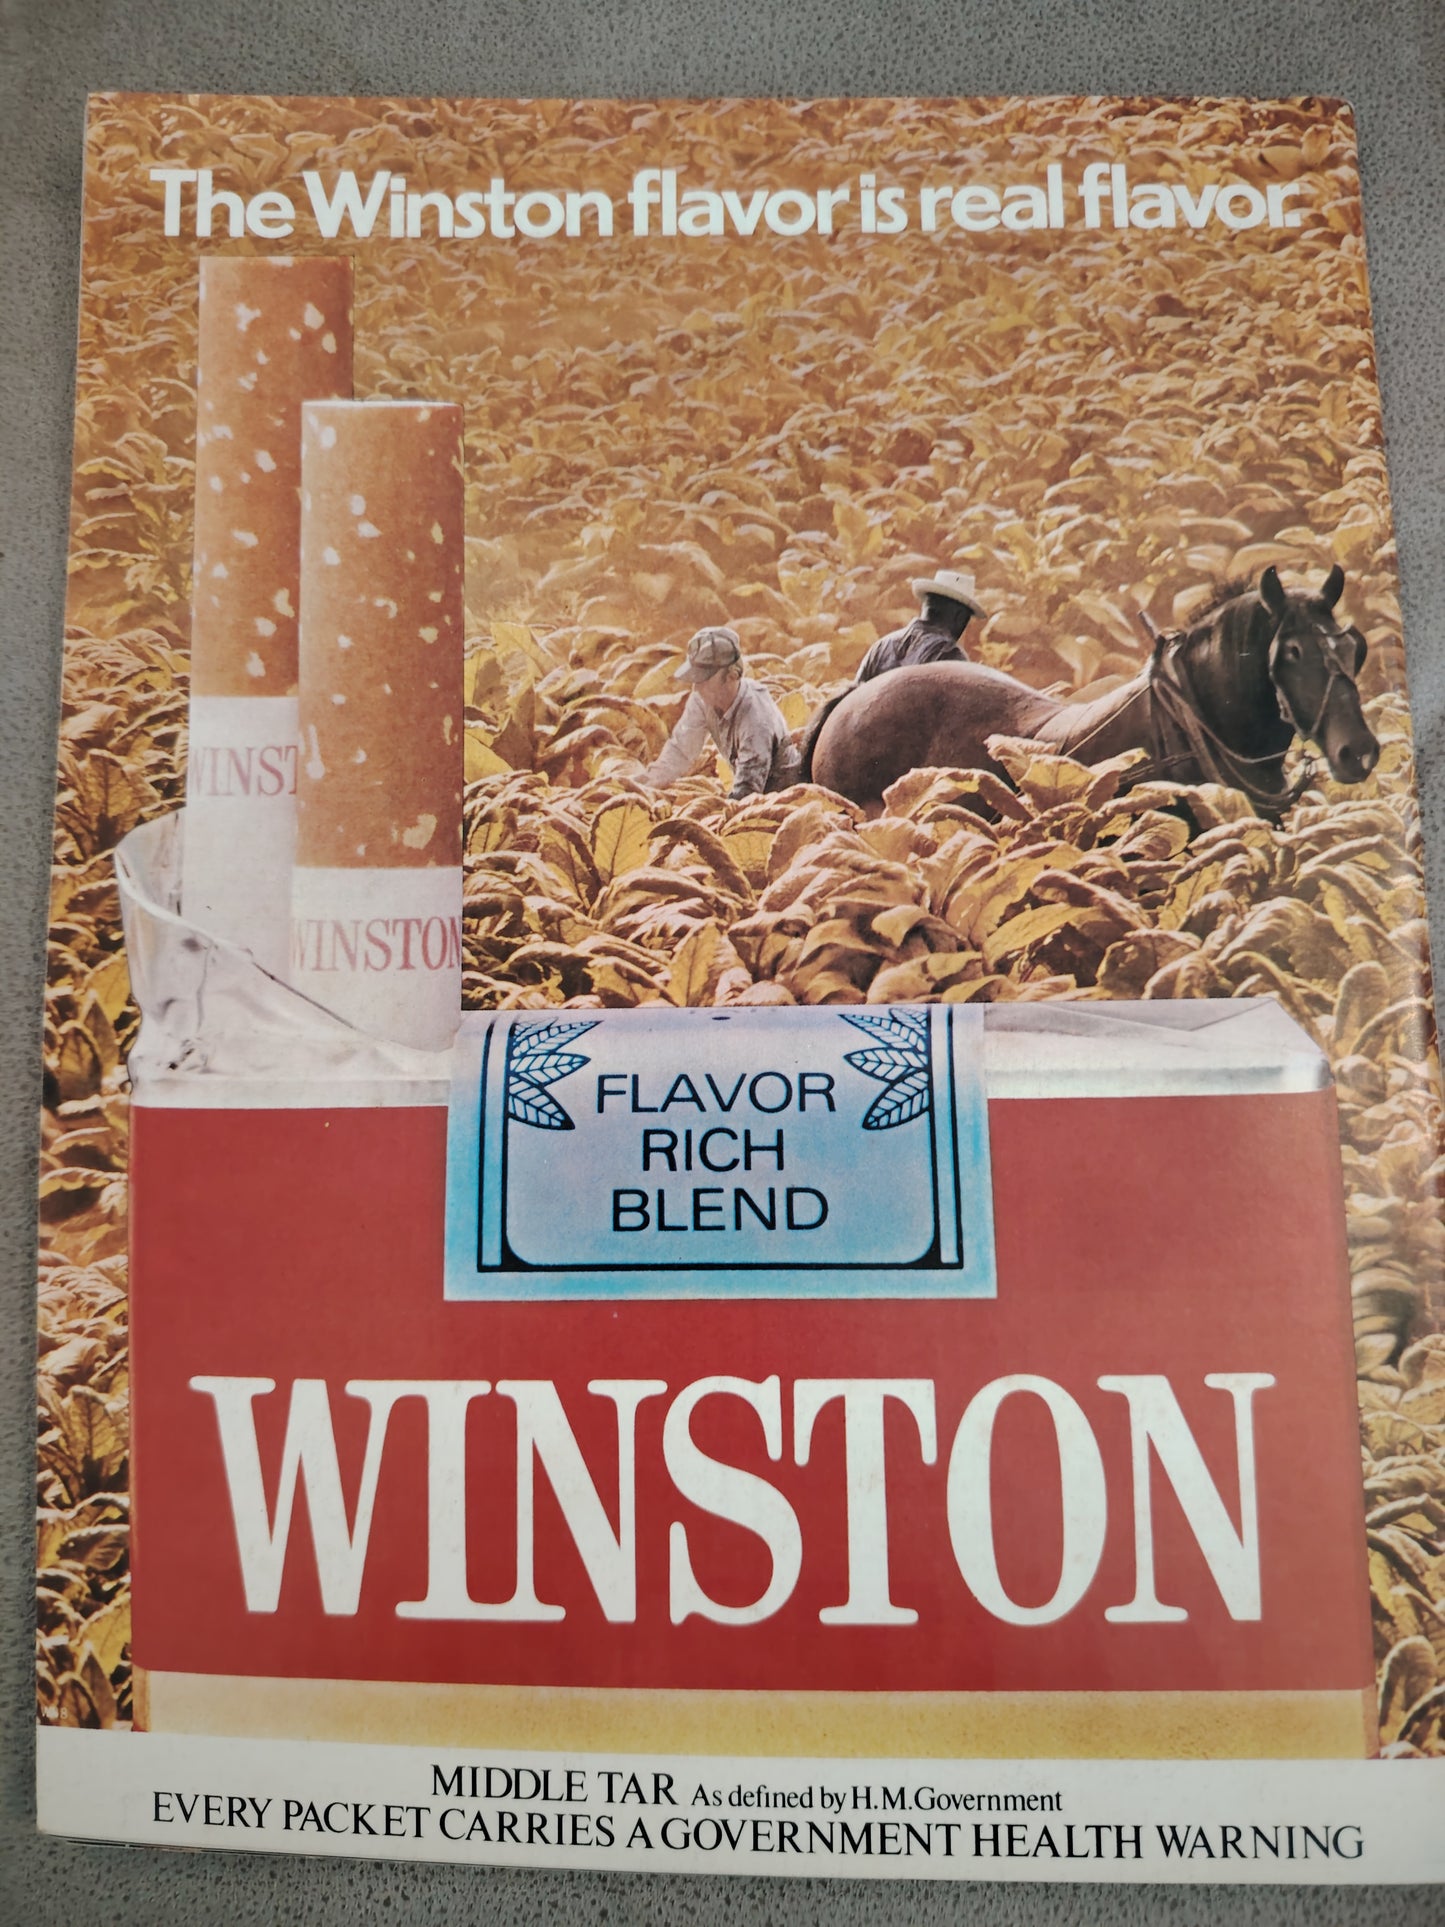 The Winston flavor is real flavor.
WINST
WINSTON
FLAVOR
RICH
BLEND
WINSTON
MIDDLE TAR As defined by H.M.Government
EVERY PACKET CARRIES A GOVERNMENT HEALTH WARNING